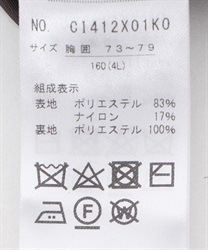 NO. C1412X01K0
サイズ 胸囲 73〜79
160(4L)
組成表示
表地 ポリエステル 83%
ナイロン 17%
裏地 ポリエステル 100%